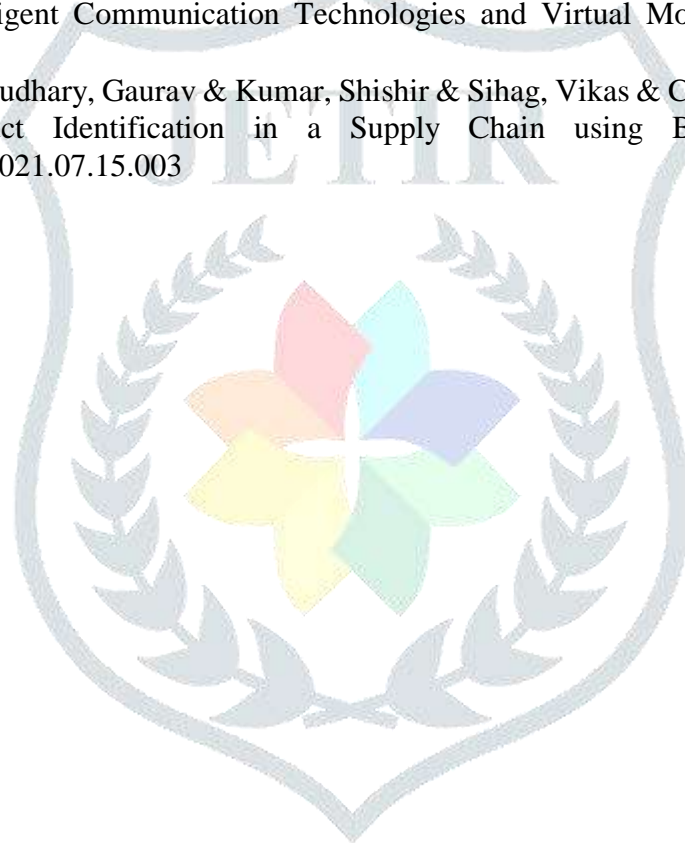 igent Communication Technologies and Virtual Mo
udhary, Gaurav & Kumar, Shishir & Sihag, Vikas & C
ct Identification in a Supply Chain using B
021.07.15.003
JETIR